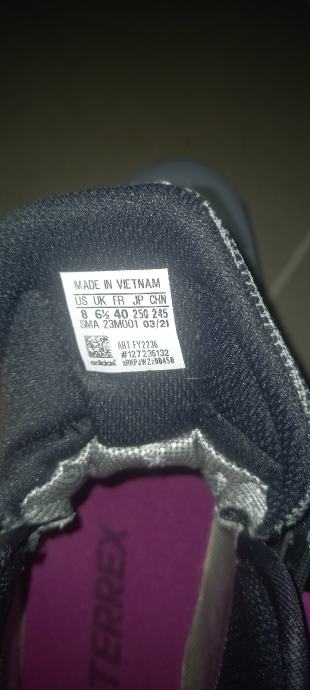 MADE IN VIETNAM
US UK FR JP CHN
8 6½ 40 250 245
SMA 23M001 03/21
ART FY2236
#127235132
adidas
TERREX